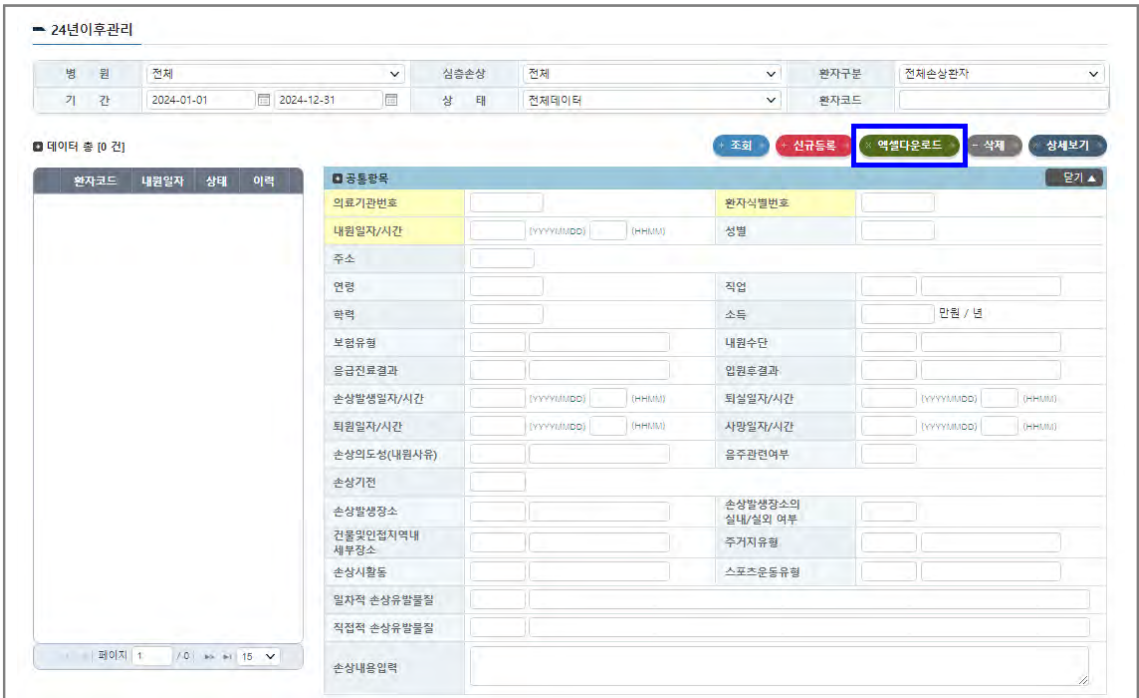 24년이후관리
병 원 전체 심층손상 전체 환자구분 전체손상환자
기 간 2024-01-01 2024-12-31 상 태 전체데이터 환자코드
데이터 총 [0 건] 조회 신규등록 엑셀다운로드 삭제 상세보기
환자코드 내원일자 상태 이력 공통항목 닫기 ▲
의료기관번호 환자식별번호
내원일자/시간 (YYYYMMDD) (HHMM) 성별
주소
연령 직업
학력 소득 만원 / 년
보험유형 내원수단
응급진료결과 입원후결과
손상발생일자/시간 (YYYYMMDD) (HHMM) 퇴실일자/시간 (YYYYMMDD) (HHMM)
퇴원일자/시간 (YYYYMMDD) (HHMM) 사망일자/시간 (YYYYMMDD) (HHMM)
손상의도성(내원사유) 음주관련여부
손상기전
손상발생장소 손상발생장소의
실내/실외 여부
건물및인접지역내
세부장소 주거지유형
손상시활동 스포츠운동유형
일차적 손상유발물질
직접적 손상유발물질
손상내용입력
페이지 1 / 0 15